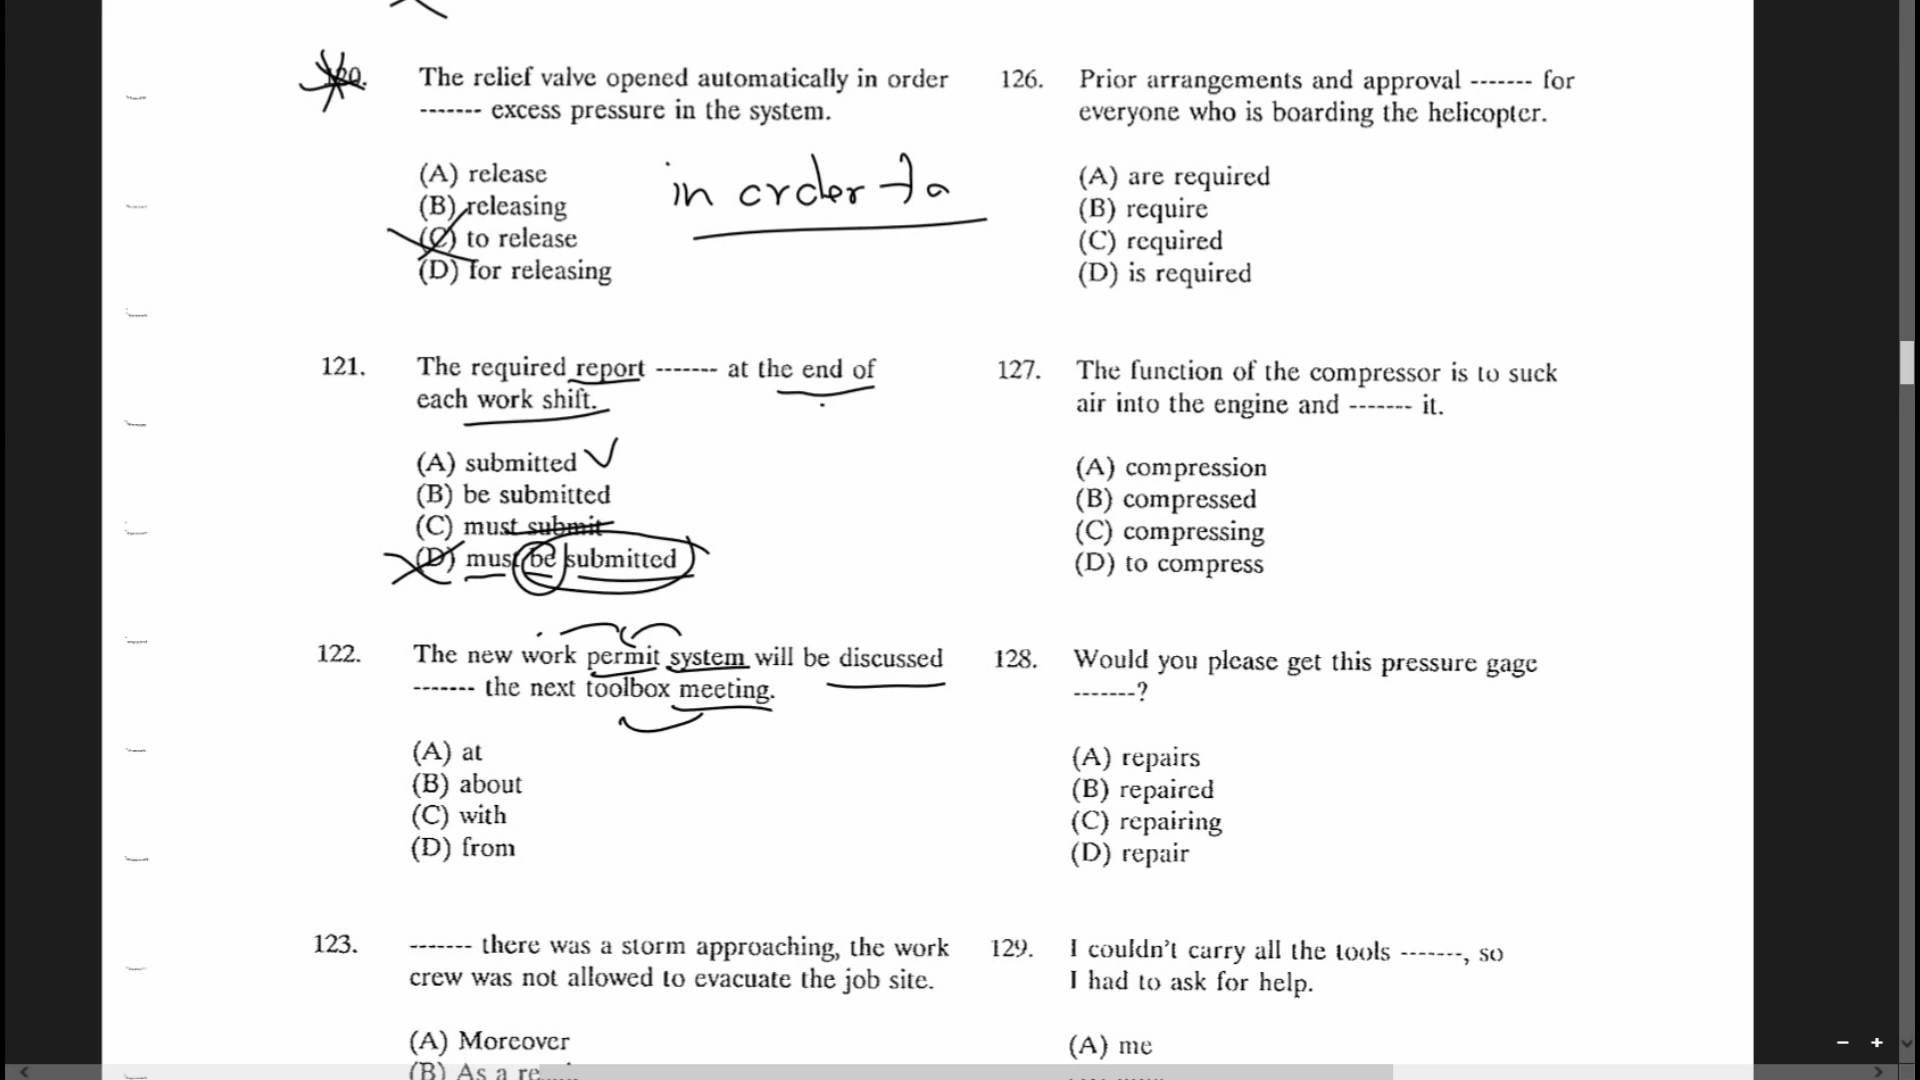 The relief valve opened automatically in order
------- excess pressure in the system.
(A) release
(B) releasing
(C) to release
(D) for releasing
in order to
121. The required report ------- at the end of
each work shift.
(A) submitted
(B) be submitted
(C) must submit
(D) must be submitted
122. The new work permit system will be discussed
------- the next toolbox meeting.
(A) at
(B) about
(C) with
(D) from
123. ------- there was a storm approaching, the work
crew was not allowed to evacuate the job site.
(A) Moreover
(B) As a
126. Prior arrangements and approval ------- for
everyone who is boarding the helicopter.
(A) are required
(B) require
(C) required
(D) is required
127. The function of the compressor is to suck
air into the engine and ------- it.
(A) compression
(B) compressed
(C) compressing
(D) to compress
128. Would you please get this pressure gage
-------?
(A) repairs
(B) repaired
(C) repairing
(D) repair
129. I couldn't carry all the tools -------, so
I had to ask for help.
(A) me